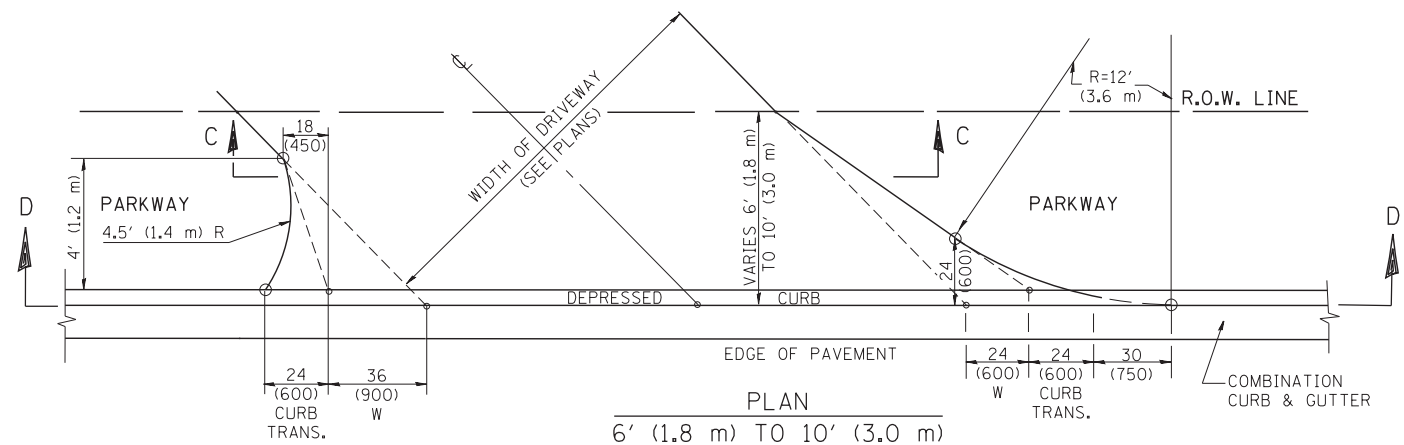 ℄
R=12'
(3.6 m)
R.O.W. LINE
C
18
(450)
WIDTH OF DRIVEWAY
(SEE PLANS)
C
D
4' (1.2 m)
PARKWAY
4.5' (1.4 m) R
VARIES 6' (1.8 m)
TO 10' (3.0 m)
PARKWAY
24
(600)
D
DEPRESSED CURB
EDGE OF PAVEMENT
24
(600)
CURB
TRANS.
36
(900)
W
24
(600)
W
24
(600)
CURB
TRANS.
30
(750)
COMBINATION
CURB & GUTTER
PLAN
6' (1.8 m) TO 10' (3.0 m)